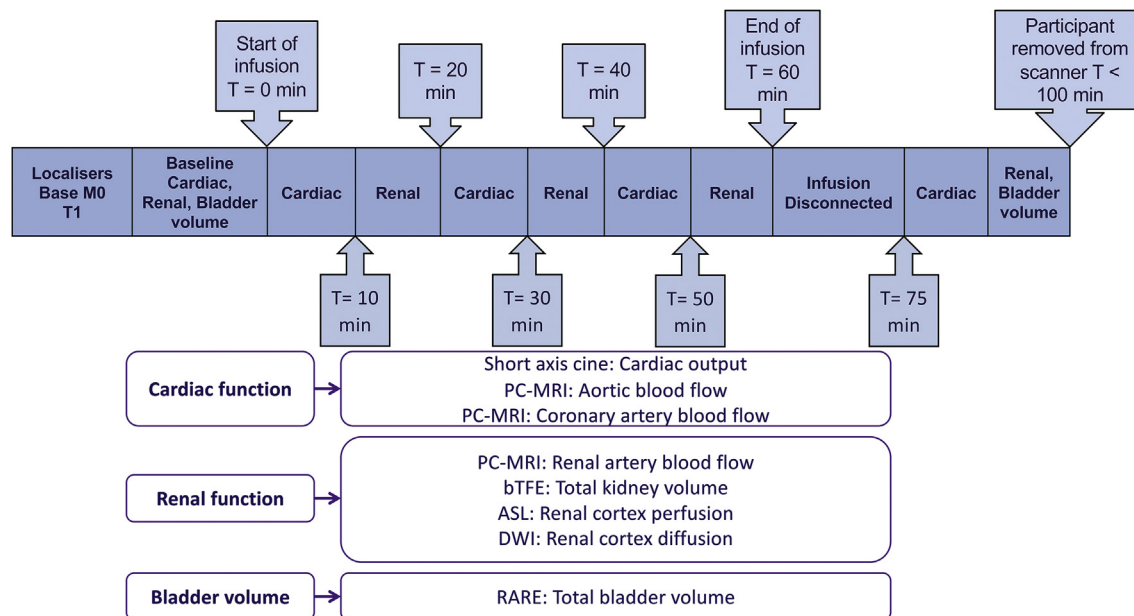 Start of
infusion
T = 0 min
T = 20
min
T = 40
min
End of
infusion
T = 60
min
Participant
removed from
scanner T <
100 min
Localisers
Base M0
T1
Baseline
Cardiac,
Renal, Bladder
volume
Cardiac
Renal
Cardiac
Renal
Cardiac
Renal
Infusion
Disconnected
Cardiac
Renal,
Bladder
volume
T= 10
min
T= 30
min
T= 50
min
T= 75
min
Cardiac function
Short axis cine: Cardiac output
PC-MRI: Aortic blood flow
PC-MRI: Coronary artery blood flow
Renal function
PC-MRI: Renal artery blood flow
bTFE: Total kidney volume
ASL: Renal cortex perfusion
DWI: Renal cortex diffusion
Bladder volume
RARE: Total bladder volume